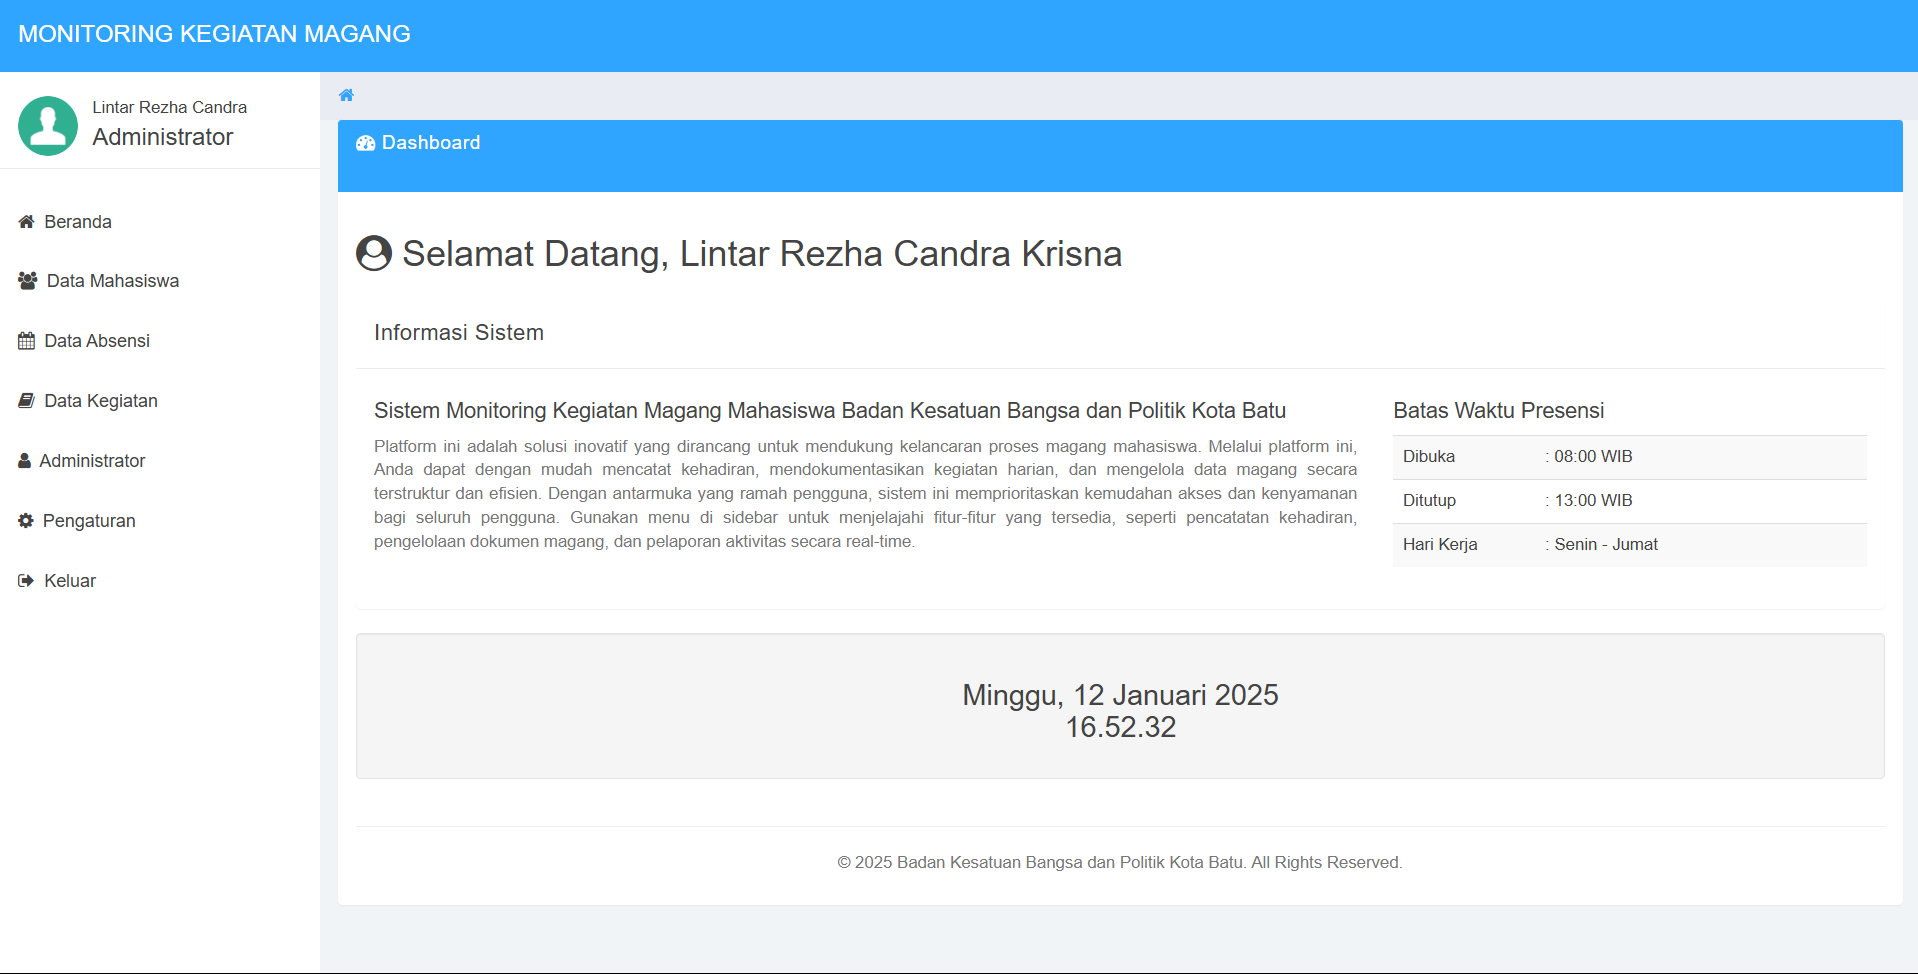 MONITORING KEGIATAN MAGANG
Lintar Rezha Candra
Administrator
Beranda
Data Mahasiswa
Data Absensi
Data Kegiatan
Administrator
Pengaturan
Keluar
Dashboard
Selamat Datang, Lintar Rezha Candra Krisna
Informasi Sistem
Sistem Monitoring Kegiatan Magang Mahasiswa Badan Kesatuan Bangsa dan Politik Kota Batu
Platform ini adalah solusi inovatif yang dirancang untuk mendukung kelancaran proses magang mahasiswa. Melalui platform ini,
Anda dapat dengan mudah mencatat kehadiran, mendokumentasikan kegiatan harian, dan mengelola data magang secara
terstruktur dan efisien. Dengan antarmuka yang ramah pengguna, sistem ini memprioritaskan kemudahan akses dan kenyamanan
bagi seluruh pengguna. Gunakan menu di sidebar untuk menjelajahi fitur-fitur yang tersedia, seperti pencatatan kehadiran,
pengelolaan dokumen magang, dan pelaporan aktivitas secara real-time.
Batas Waktu Presensi
Dibuka : 08:00 WIB
Ditutup : 13:00 WIB
Hari Kerja : Senin - Jumat
Minggu, 12 Januari 2025
16.52.32
© 2025 Badan Kesatuan Bangsa dan Politik Kota Batu. All Rights Reserved.